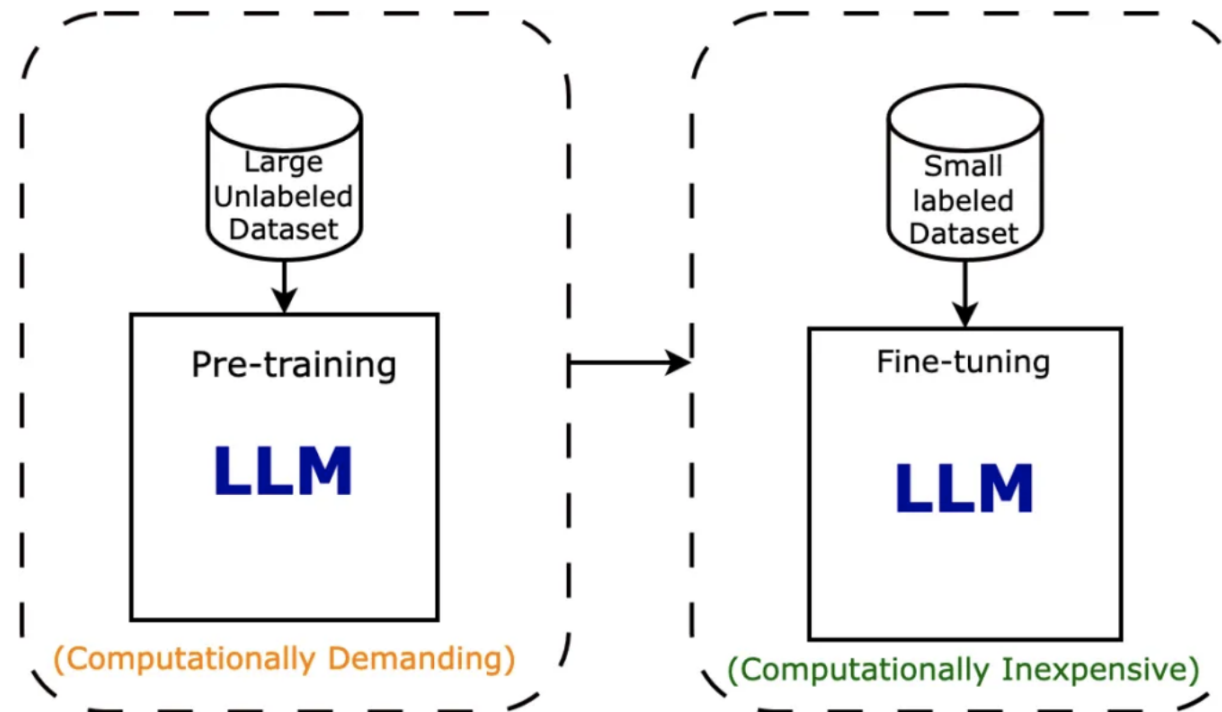 Large
Unlabeled
Dataset
Pre-training
LLM
(Computationally Demanding)
Small
labeled
Dataset
Fine-tuning
LLM
(Computationally Inexpensive)